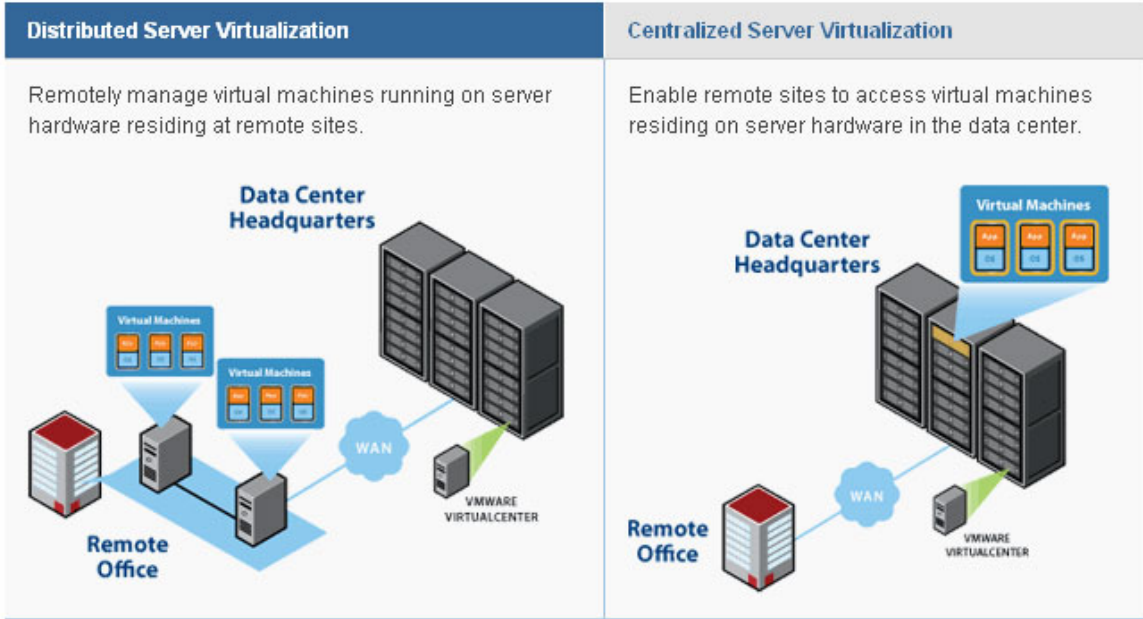 Distributed Server Virtualization
Remotely manage virtual machines running on server
hardware residing at remote sites.
Data Center
Headquarters
Virtual Machines
Virtual Machines
WAN
VMWARE
VIRTUALCENTER
Remote
Office
Centralized Server Virtualization
Enable remote sites to access virtual machines
residing on server hardware in the data center.
Virtual Machines
App App App
OS OS OS
Data Center
Headquarters
WAN
Remote
Office
VMWARE
VIRTUALCENTER